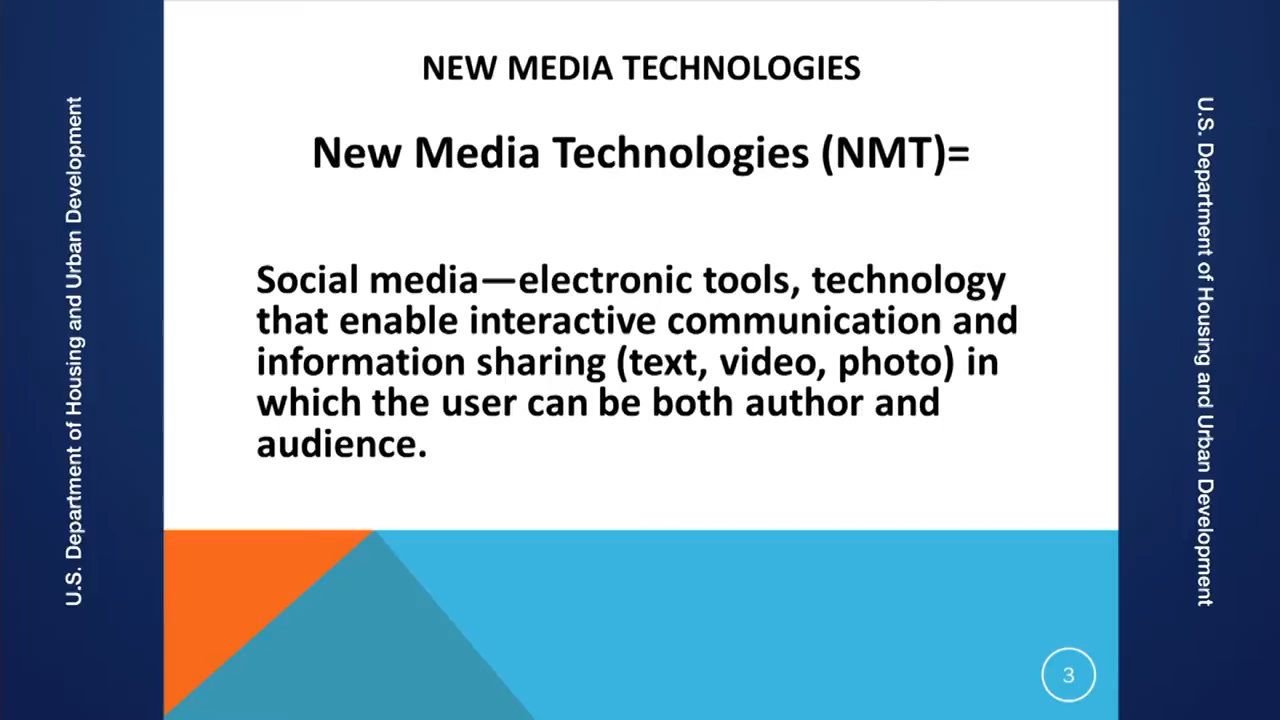 U.S. Department of Housing and Urban Development
NEW MEDIA TECHNOLOGIES
New Media Technologies (NMT)=
Social media—electronic tools, technology
that enable interactive communication and
information sharing (text, video, photo) in
which the user can be both author and
audience.
3
U.S. Department of Housing and Urban Development